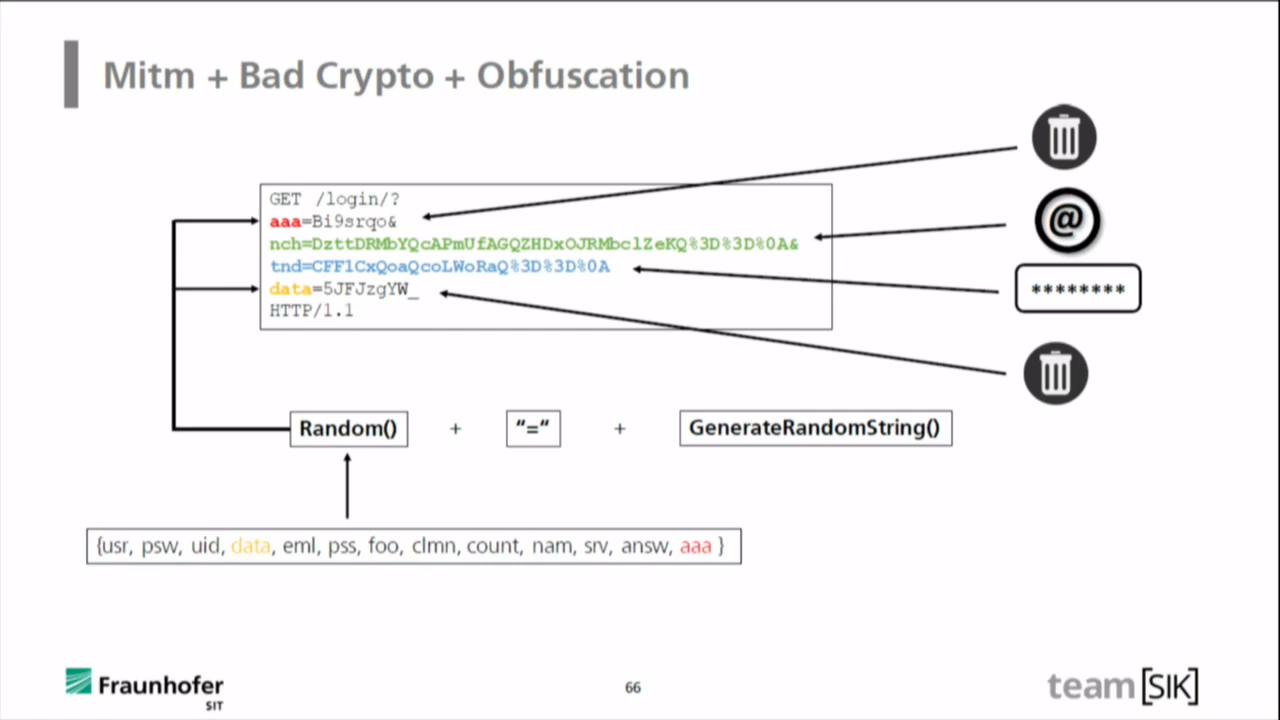 Mitm + Bad Crypto + Obfuscation
GET /login/?
aaa=Bi9srqo&
nch=DzttDRMbYQcAPmUfAGQZHDxOJRMbclZeKQ%3D%3D%0A&
tnd=CFF1CxQoaQcoLWoRaQ%3D%3D%0A
data=5JFJzgYW_
HTTP/1.1
@
********
Random() + "=" + GenerateRandomString()
{usr, psw, uid, data, eml, pss, foo, clmn, count, nam, srv, answ, aaa }
Fraunhofer
SIT
66
team [SIK]